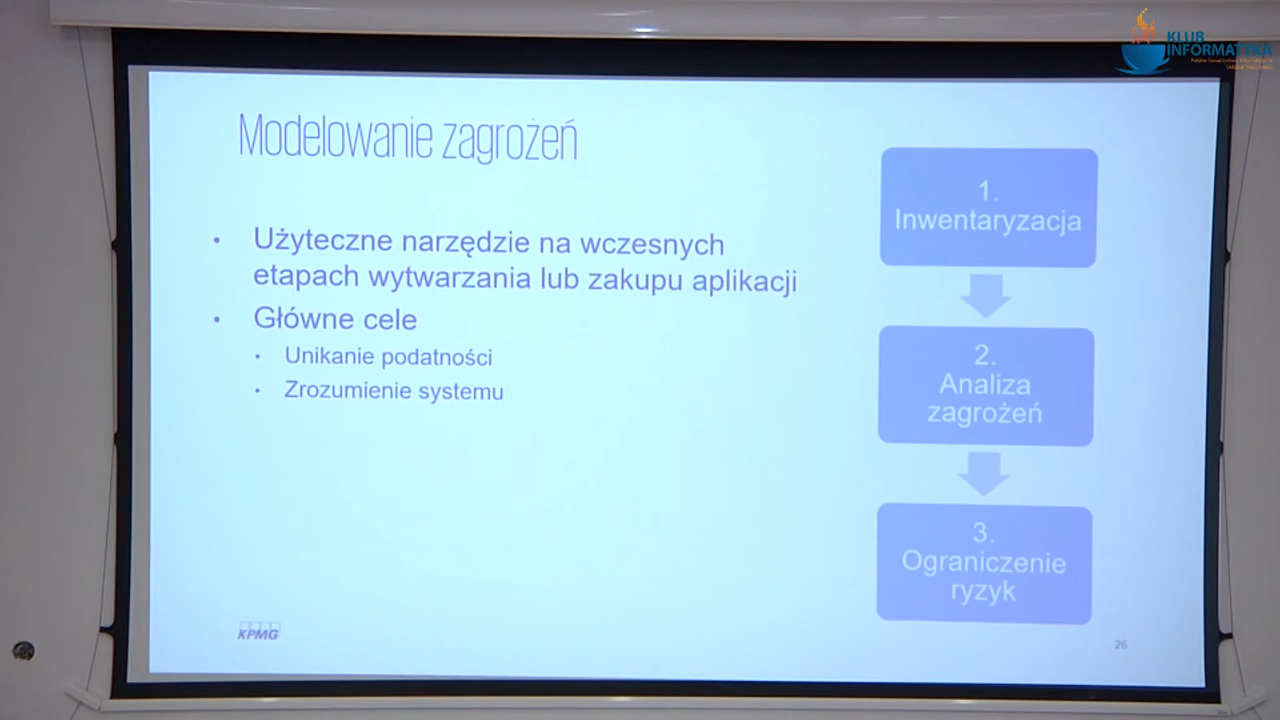 KLUB
INFORMATYKA
Modelowanie zagrożeń
• Użyteczne narzędzie na wczesnych
etapach wytwarzania lub zakupu aplikacji
• Główne cele
• Unikanie podatności
• Zrozumienie systemu
1.
Inwentaryzacja
2.
Analiza
zagrożeń
3.
Ograniczenie
ryzyk
KPMG
26